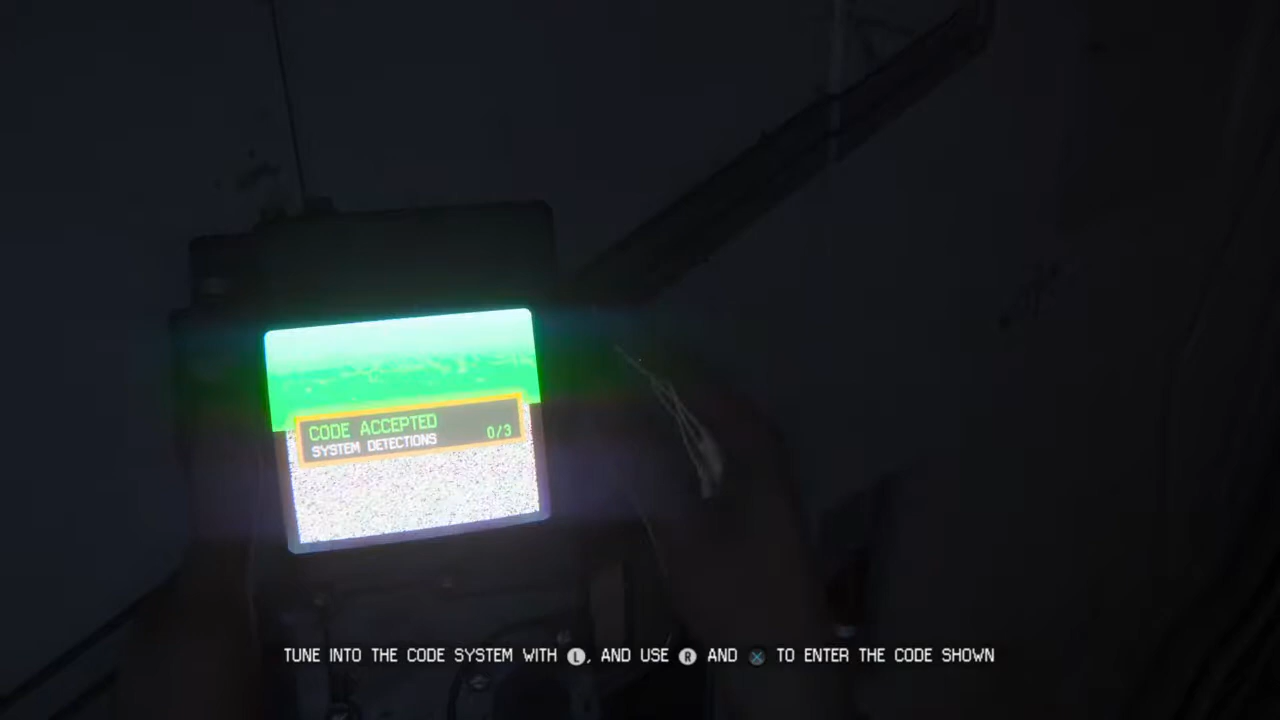 CODE ACCEPTED
SYSTEM DETECTIONS 0/3
TUNE INTO THE CODE SYSTEM WITH L, AND USE R AND X TO ENTER THE CODE SHOWN